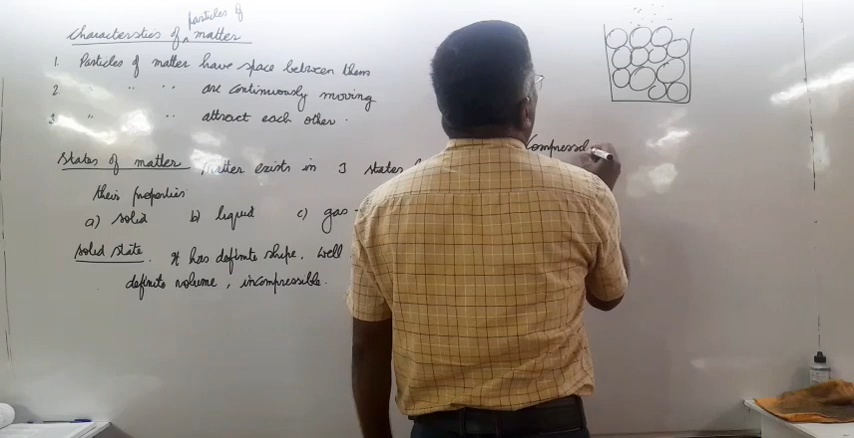 particles of
Characterstics of ^ matter
1. Particles of matter have space between them
2 " " " are continuously moving
3 " " attract each other.
States of matter Matter exists in 3 states
their properties
a) solid b) liquid c) gas -
solid state. It has definite shape. Well
definite volume, incompressible.
Compressi